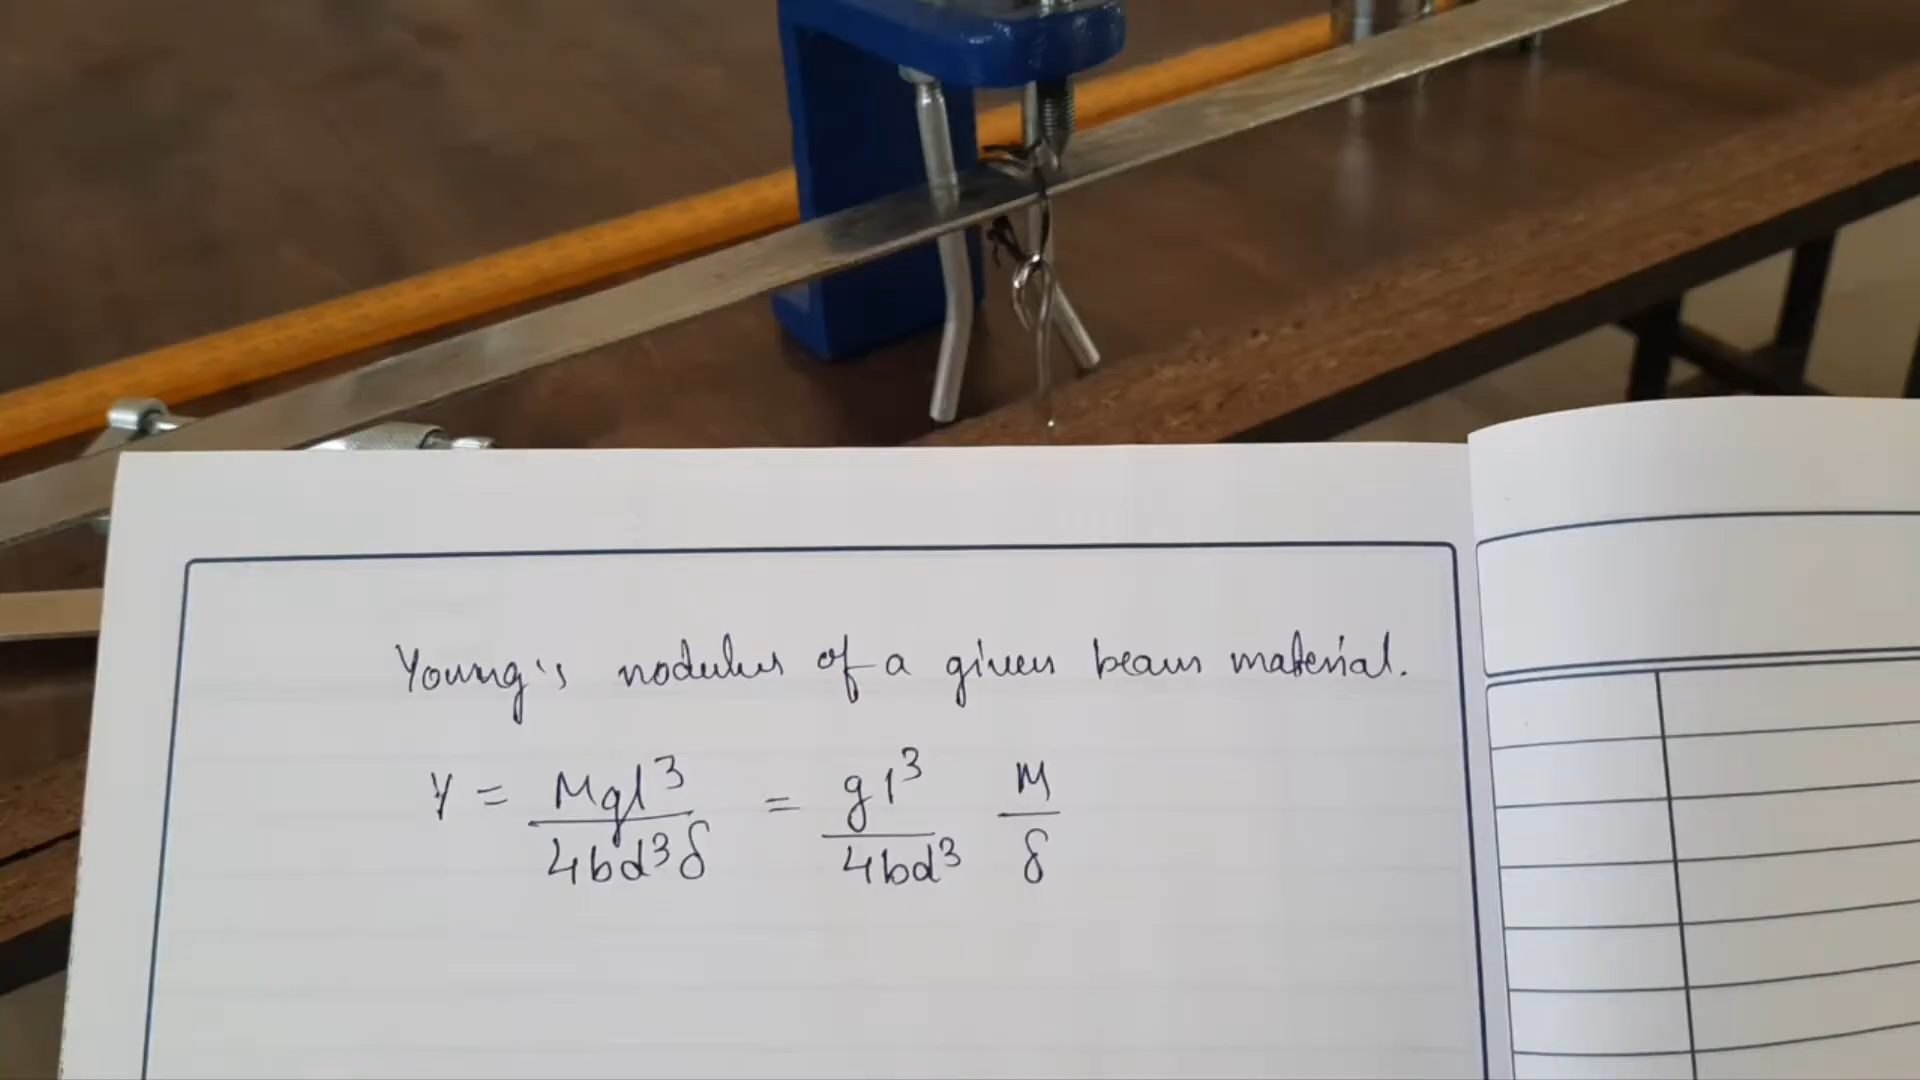 Young's nodulus of a given beam material.
Y = Mgl³/4bd³δ = gl³/4bd³ M/δ